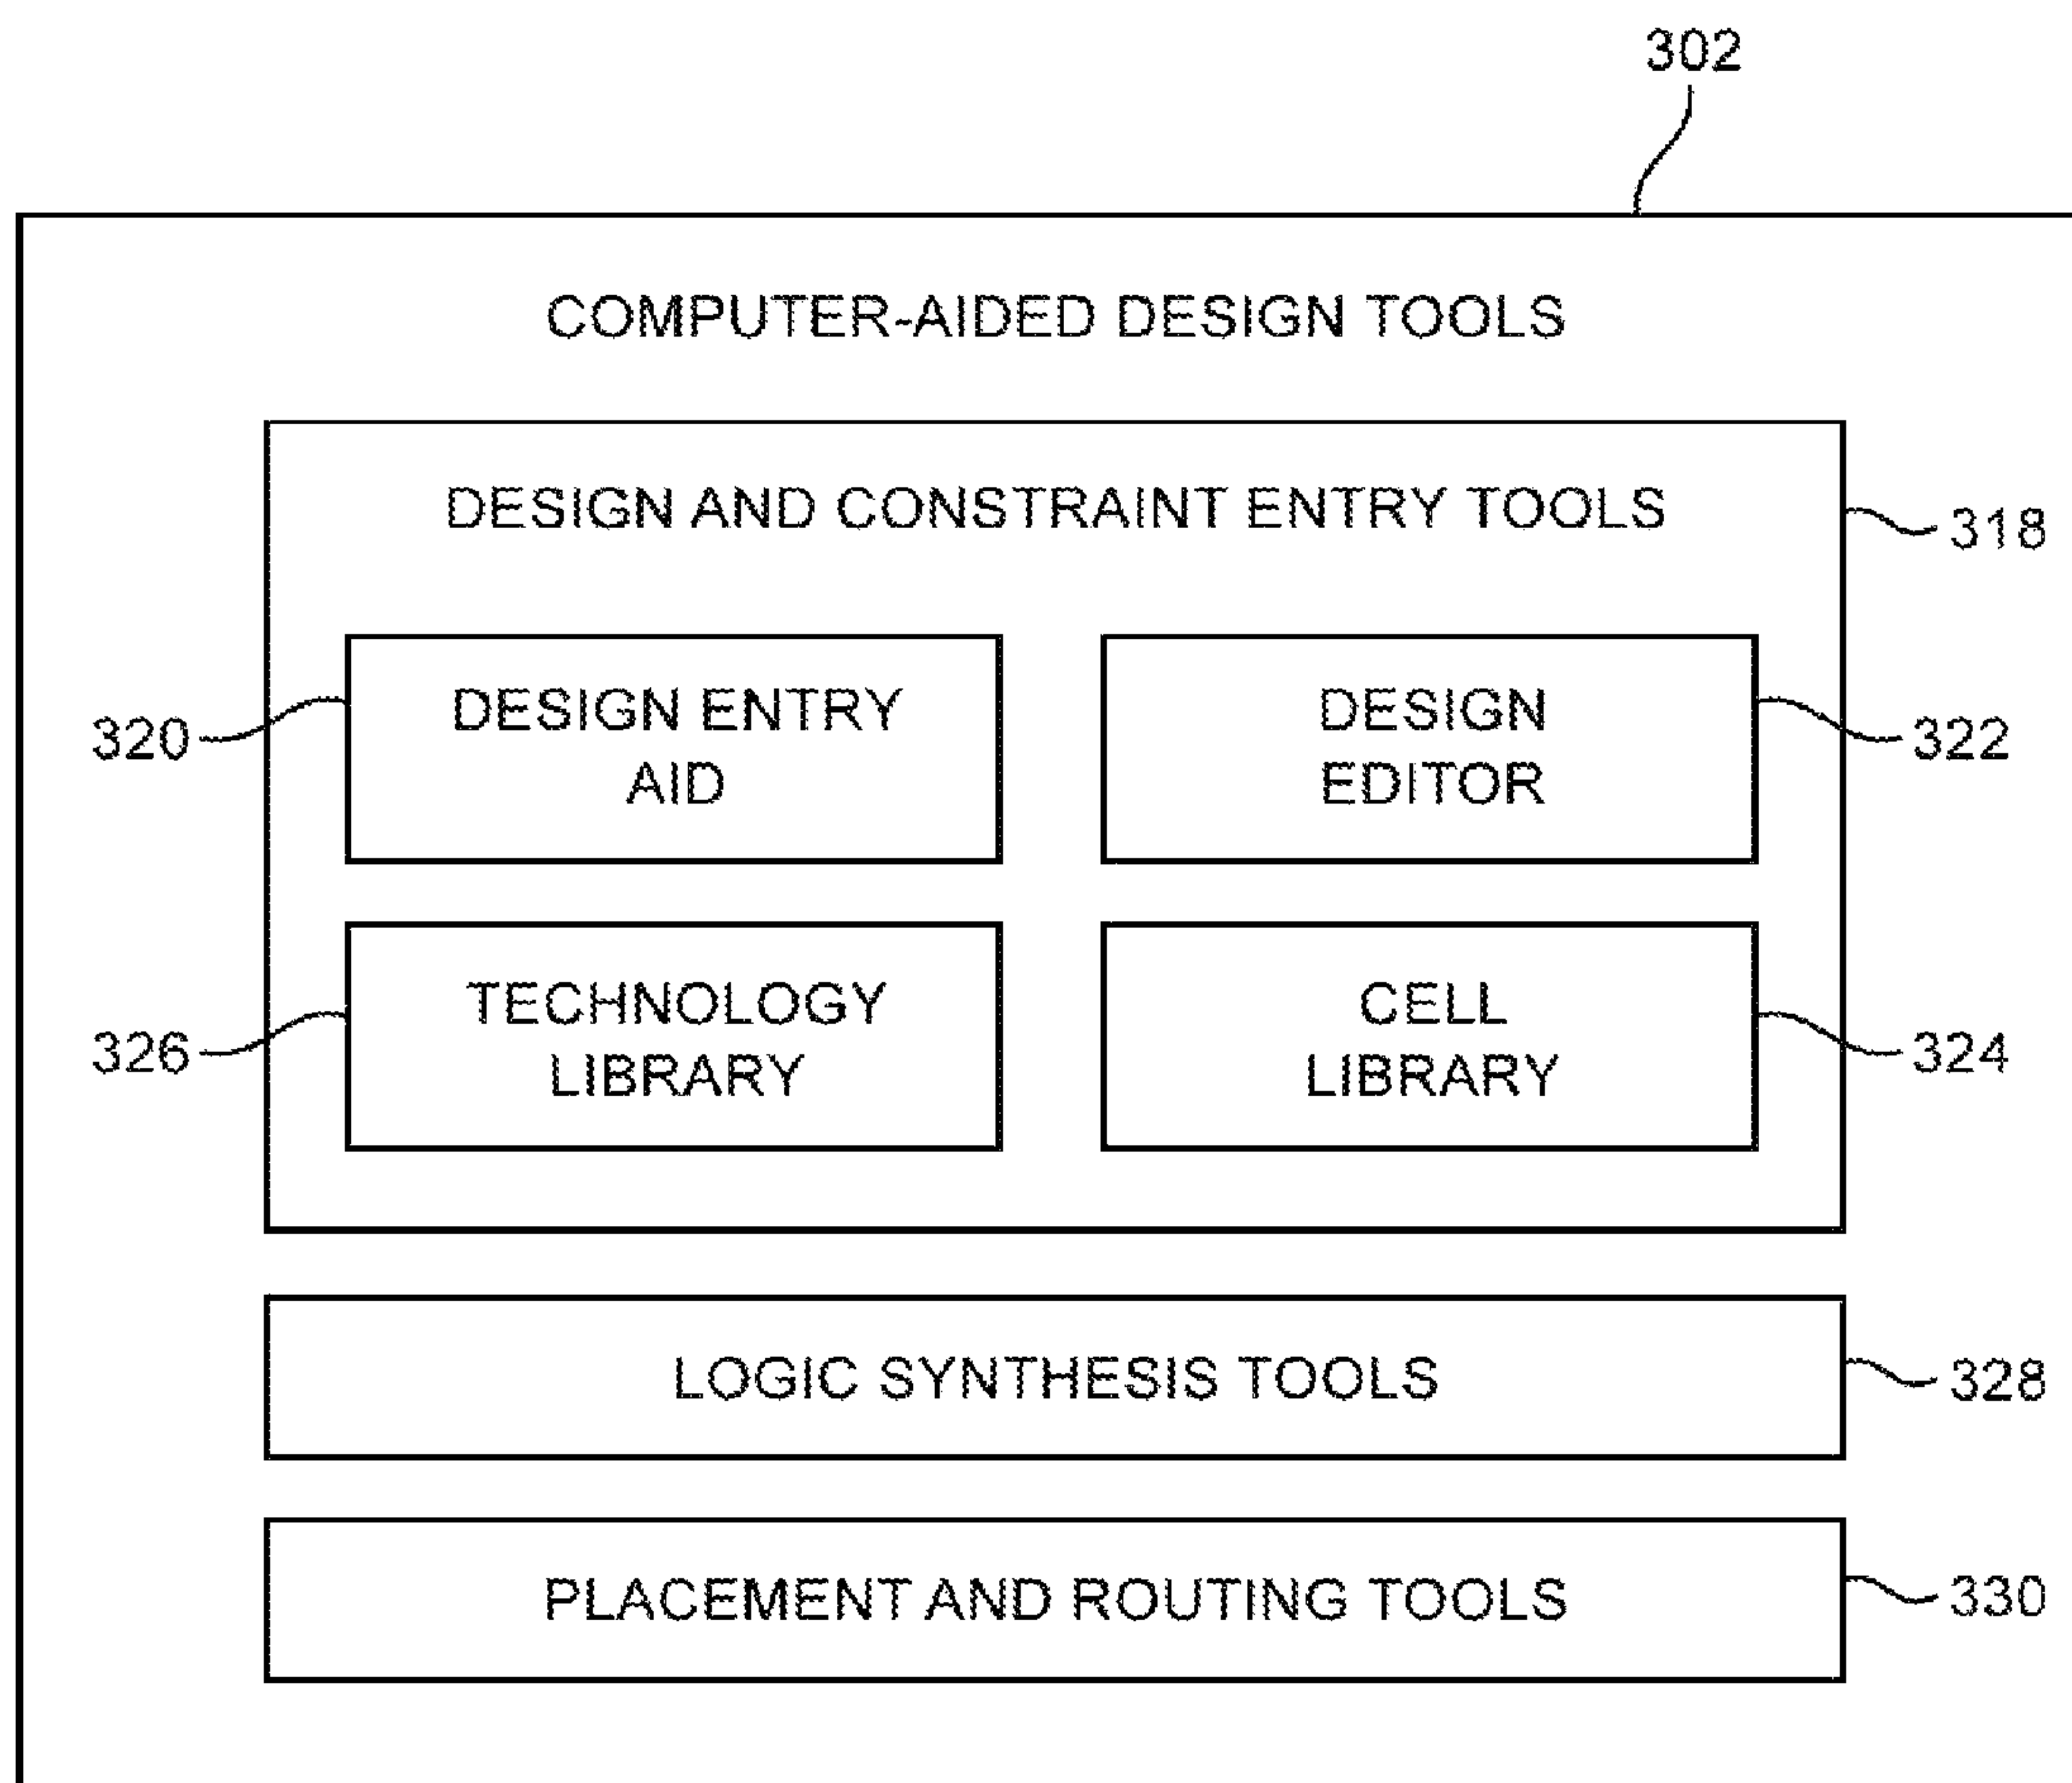 302
COMPUTER-AIDED DESIGN TOOLS
DESIGN AND CONSTRAINT ENTRY TOOLS
318
320
DESIGN ENTRY
AID
DESIGN
EDITOR
322
326
TECHNOLOGY
LIBRARY
CELL
LIBRARY
324
LOGIC SYNTHESIS TOOLS
328
PLACEMENT AND ROUTING TOOLS
330